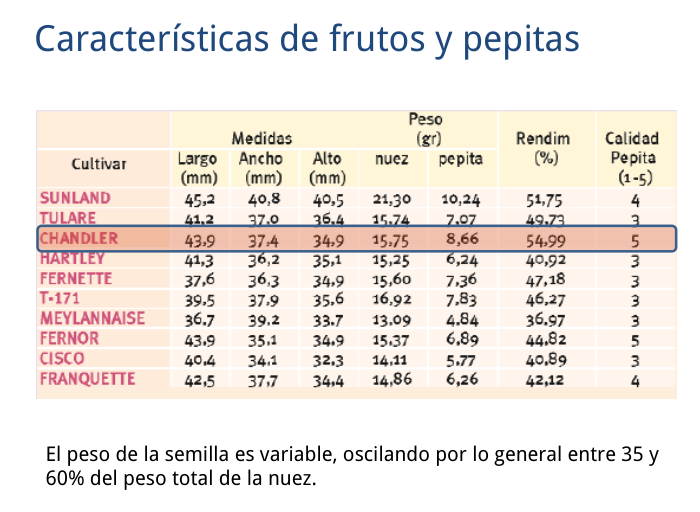 Características de frutos y pepitas
Peso
Medidas (gr) Rendim Calidad
Cultivar Largo Ancho Alto nuez pepita (%) Pepita
(mm) (mm) (mm) (1-5)
SUNLAND 45,2 40,8 40,5 21,30 10,24 51,75 4
TULARE 41,2 37,0 36,4 15,74 7,07 49,73 3
CHANDLER 43,9 37,4 34,9 15,75 8,66 54,99 5
HARTLEY 41,3 36,2 35,1 15,25 6,24 40,92 3
FERNETTE 37,6 36,3 34,9 15,60 7,36 47,18 3
T-171 39,5 37,9 35,6 16,92 7,83 46,27 3
MEYLANNAISE 36,7 39,2 33,7 13,09 4,84 36,97 3
FERNOR 43,9 35,1 34,9 15,37 6,89 44,82 5
CISCO 40,4 34,1 32,3 14,11 5,77 40,89 3
FRANQUETTE 42,5 37,7 34,4 14,86 6,26 42,12 4
El peso de la semilla es variable, oscilando por lo general entre 35 y
60% del peso total de la nuez.